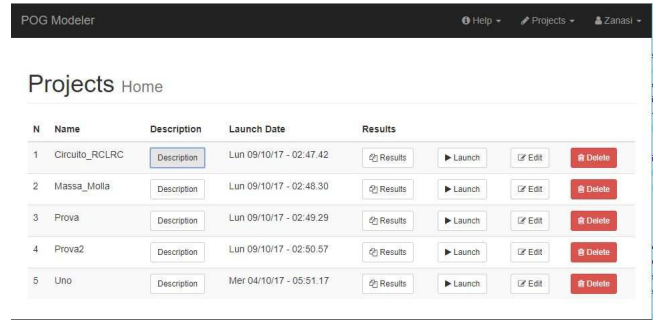 POG Modeler Help Projects Zanasi
Projects Home
N Name Description Launch Date Results
1 Circuito_RCLRC Description Lun 09/10/17 - 02.47.42 Results Launch Edit Delete
2 Massa_Molla Description Lun 09/10/17 - 02.48.30 Results Launch Edit Delete
3 Prova Description Lun 09/10/17 - 02.49.29 Results Launch Edit Delete
4 Prova2 Description Lun 09/10/17 - 02.50.57 Results Launch Edit Delete
5 Uno Description Mer 04/10/17 - 05.51.17 Results Launch Edit Delete